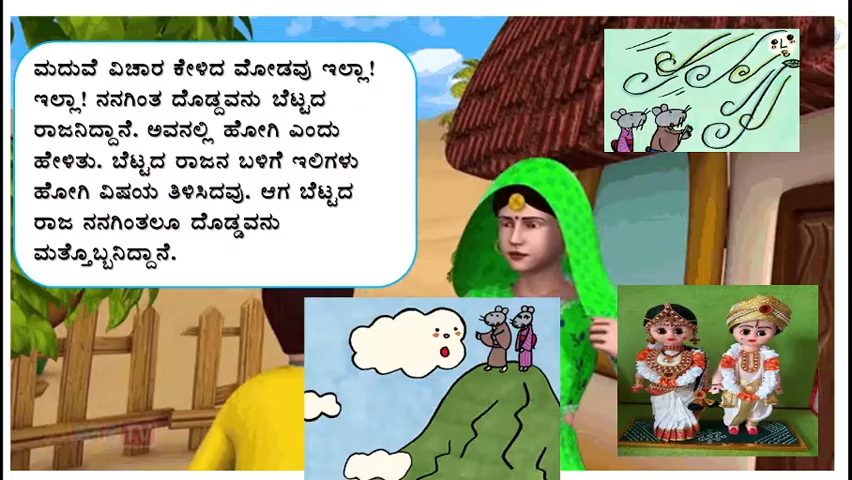 ಮದುವೆ ವಿಚಾರ ಕೇಳಿದ ಮೋಡವು ಇಲ್ಲಾ!
ಇಲ್ಲಾ! ನನಗಿಂತ ದೊಡ್ದವನು ಬೆಟ್ಟದ
ರಾಜನಿದ್ದಾನೆ. ಅವನಲ್ಲಿ ಹೋಗಿ ಎಂದು
ಹೇಳಿತು. ಬೆಟ್ಟದ ರಾಜನ ಬಳಿಗೆ ಇಲಿಗಳು
ಹೋಗಿ ವಿಷಯ ತಿಳಿಸಿದವು. ಆಗ ಬೆಟ್ಟದ
ರಾಜ ನನಗಿಂತಲೂ ದೊಡ್ಡವನು
ಮತ್ತೊಬ್ಬನಿದ್ದಾನೆ.